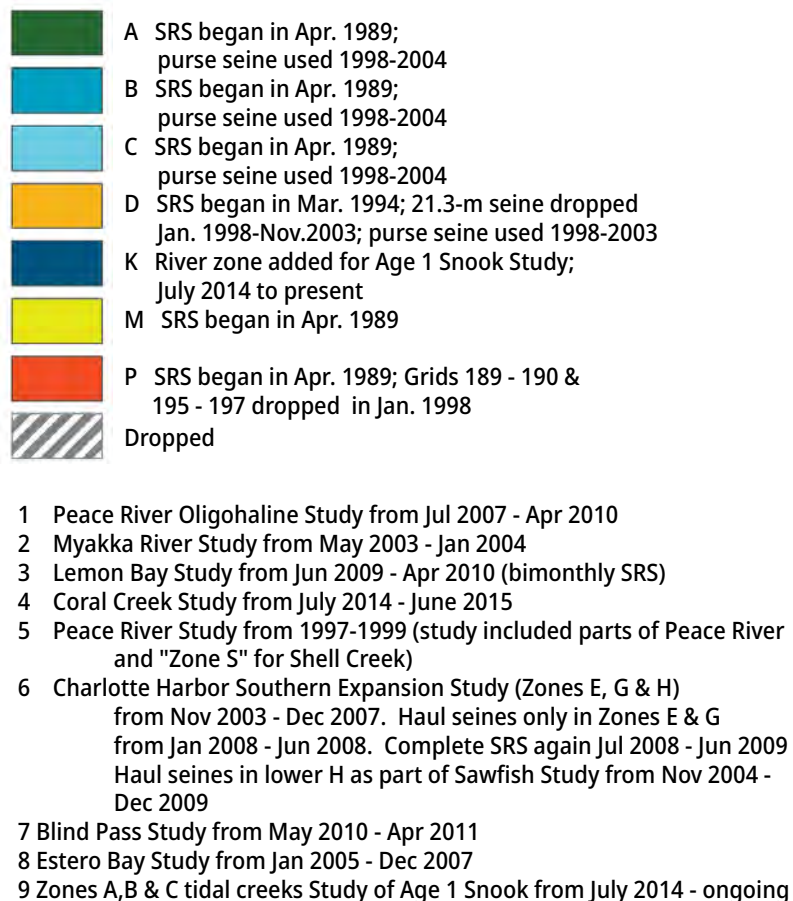 A SRS began in Apr. 1989;
purse seine used 1998-2004
B SRS began in Apr. 1989;
purse seine used 1998-2004
C SRS began in Apr. 1989;
purse seine used 1998-2004
D SRS began in Mar. 1994; 21.3-m seine dropped
Jan. 1998-Nov.2003; purse seine used 1998-2003
K River zone added for Age 1 Snook Study;
July 2014 to present
M SRS began in Apr. 1989
P SRS began in Apr. 1989; Grids 189 - 190 &
195 - 197 dropped in Jan. 1998
Dropped
1 Peace River Oligohaline Study from Jul 2007 - Apr 2010
2 Myakka River Study from May 2003 - Jan 2004
3 Lemon Bay Study from Jun 2009 - Apr 2010 (bimonthly SRS)
4 Coral Creek Study from July 2014 - June 2015
5 Peace River Study from 1997-1999 (study included parts of Peace River
and "Zone S" for Shell Creek)
6 Charlotte Harbor Southern Expansion Study (Zones E, G & H)
from Nov 2003 - Dec 2007. Haul seines only in Zones E & G
from Jan 2008 - Jun 2008. Complete SRS again Jul 2008 - Jun 2009
Haul seines in lower H as part of Sawfish Study from Nov 2004 -
Dec 2009
7 Blind Pass Study from May 2010 - Apr 2011
8 Estero Bay Study from Jan 2005 - Dec 2007
9 Zones A,B & C tidal creeks Study of Age 1 Snook from July 2014 - ongoing